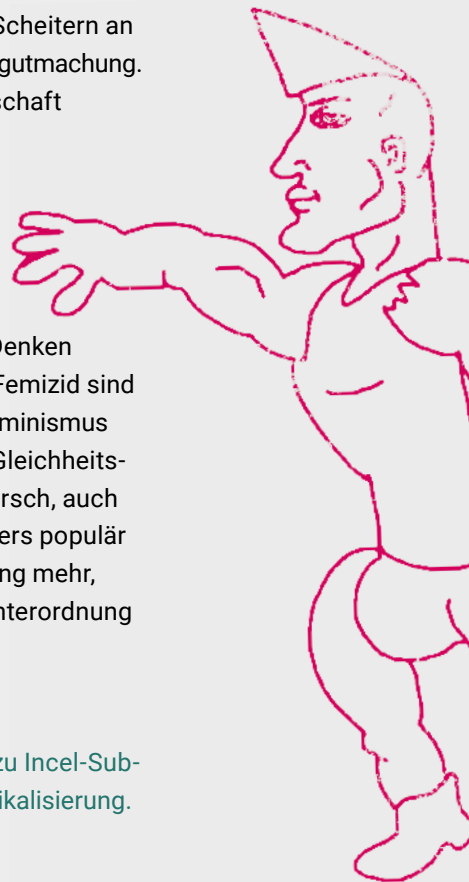 Scheitern an
gutmachung.
schaft
Denken
Femizid sind
minismus
Gleichheits-
rsch, auch
ers populär
ng mehr,
nterordnung
zu Incel-Sub-
ikalisierung.